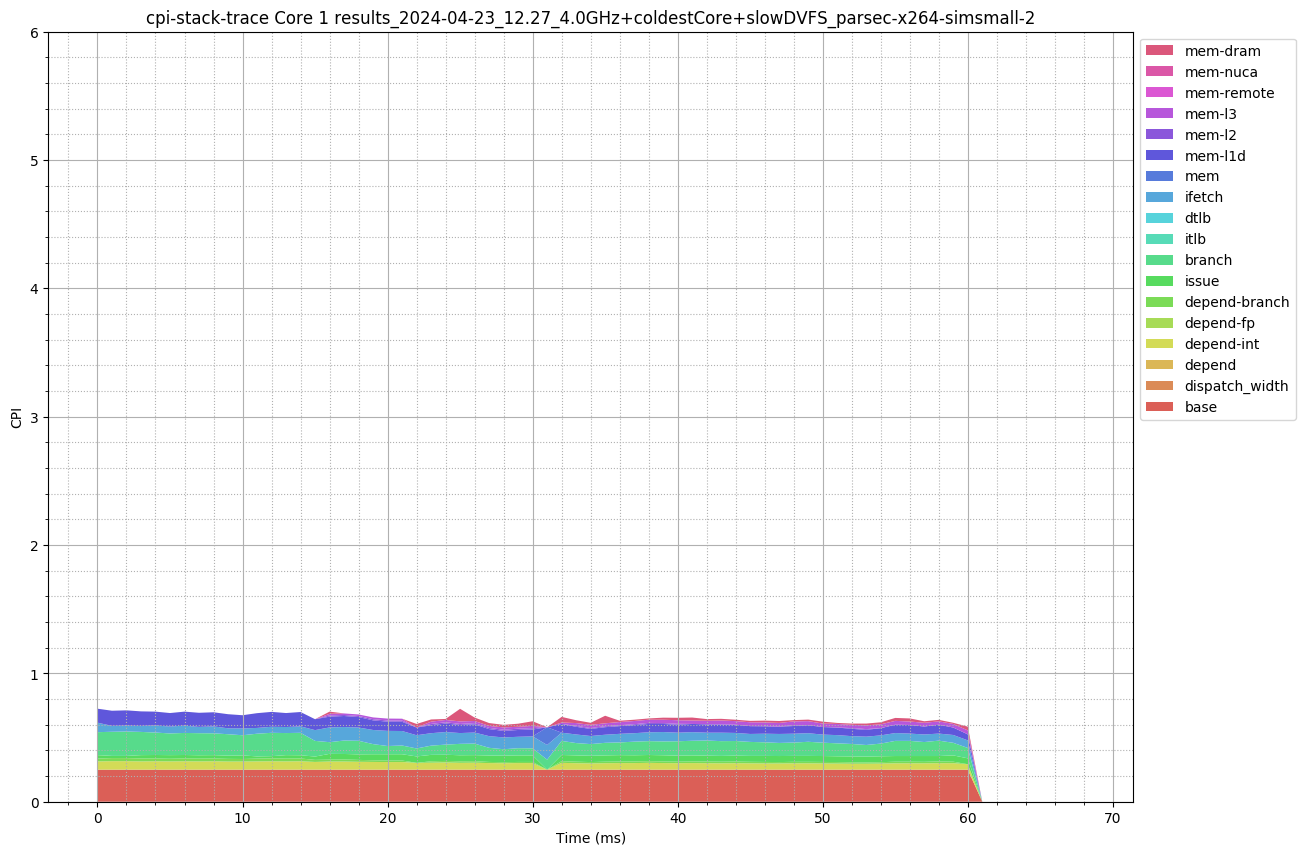 cpi-stack-trace Core 1 results_2024-04-23_12.27_4.0GHz+coldestCore+slowDVFS_parsec-x264-simsmall-2
6
5
4
3
2
1
0
CPI
0 10 20 30 40 50 60 70
Time (ms)
mem-dram
mem-nuca
mem-remote
mem-l3
mem-l2
mem-l1d
mem
ifetch
dtlb
itlb
branch
issue
depend-branch
depend-fp
depend-int
depend
dispatch_width
base